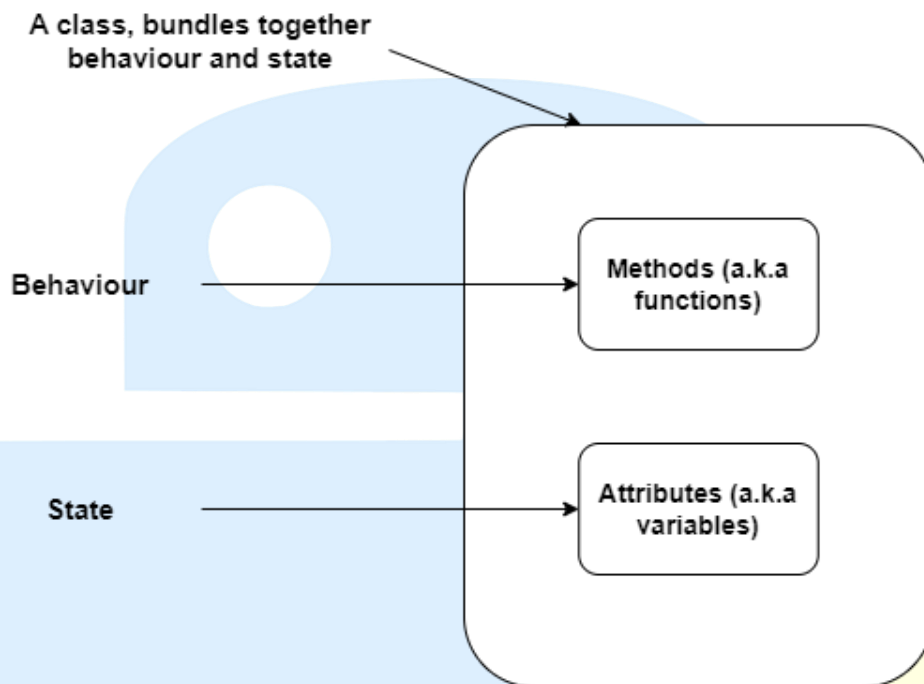 A class, bundles together
behaviour and state
Behaviour
Methods (a.k.a
functions)
State
Attributes (a.k.a
variables)